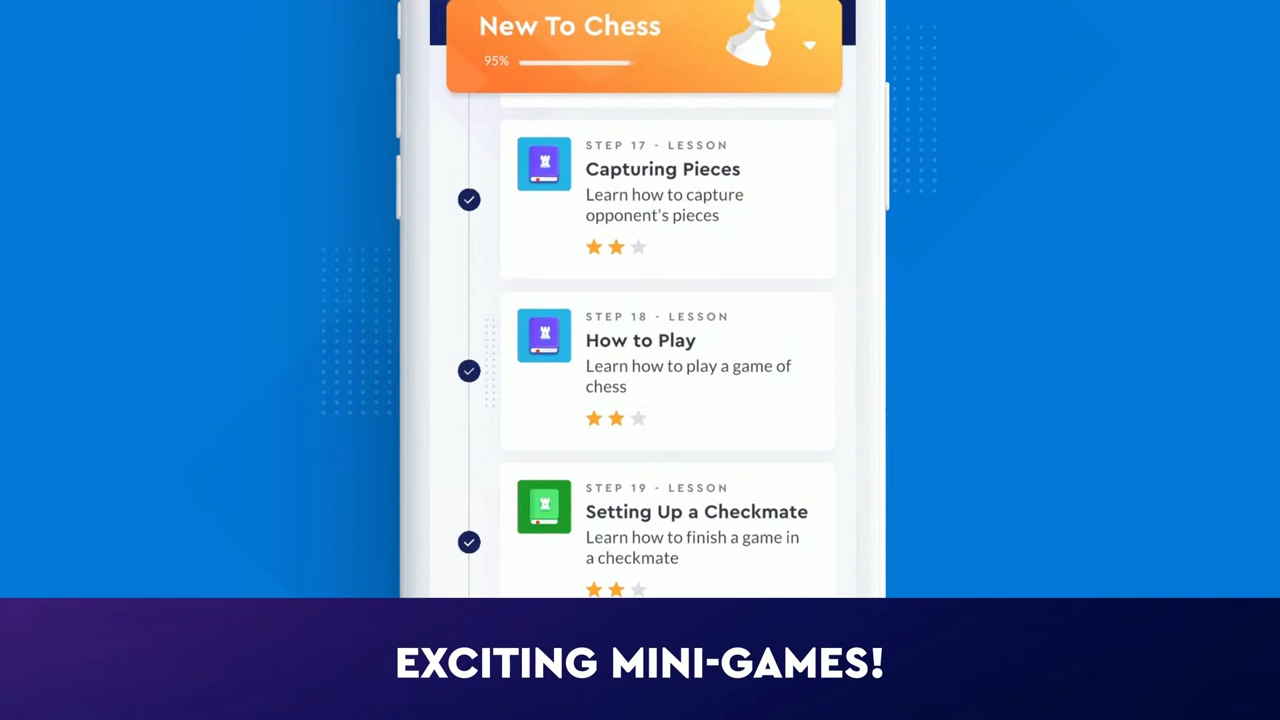 New To Chess
95%
STEP 17 - LESSON
Capturing Pieces
Learn how to capture
opponent's pieces
STEP 18 - LESSON
How to Play
Learn how to play a game of
chess
STEP 19 - LESSON
Setting Up a Checkmate
Learn how to finish a game in
a checkmate
EXCITING MINI-GAMES!